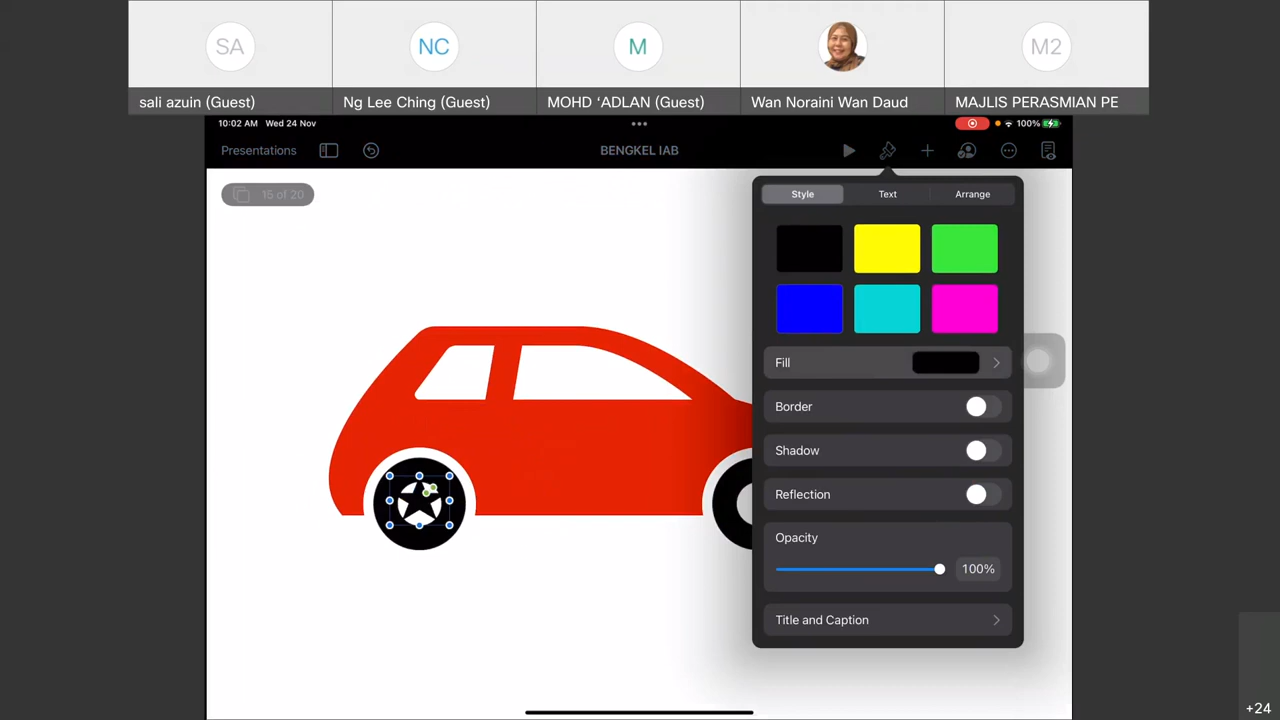 SA
NC
M
M2
sali azuin (Guest)
Ng Lee Ching (Guest)
MOHD ‘ADLAN (Guest)
Wan Noraini Wan Daud
MAJLIS PERASMIAN PE
10:02 AM Wed 24 Nov
100%
Presentations
BENGKEL IAB
15 of 20
Style
Text
Arrange
Fill
Border
Shadow
Reflection
Opacity
100%
Title and Caption
+24